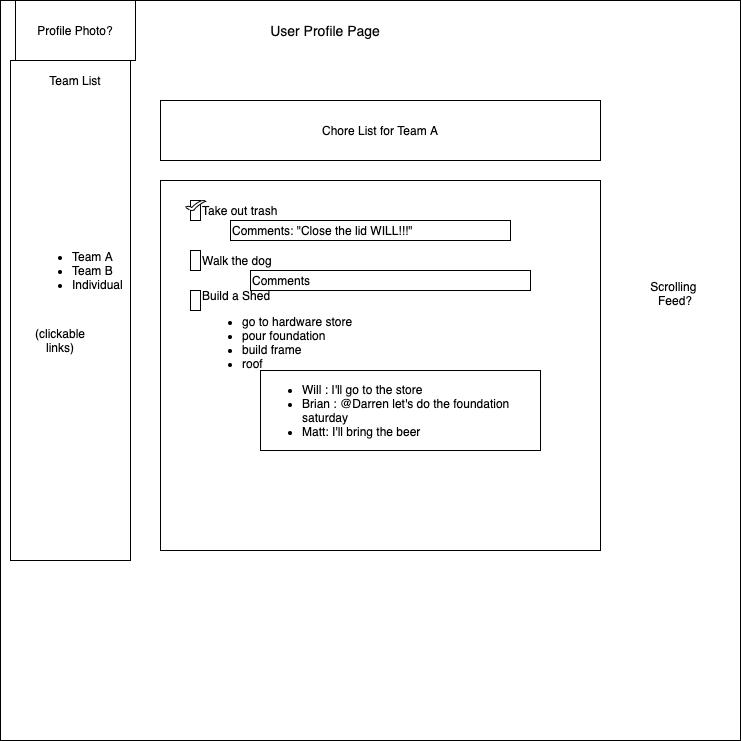 Profile Photo?
User Profile Page
Team List
Chore List for Team A
Take out trash
Comments: "Close the lid WILL!!!"
Team A
Team B
Individual
Walk the dog
Comments
Build a Shed
Scrolling
Feed?
(clickable
links)
go to hardware store
pour foundation
build frame
roof
Will : I'll go to the store
Brian : @Darren let's do the foundation
saturday
Matt: I'll bring the beer